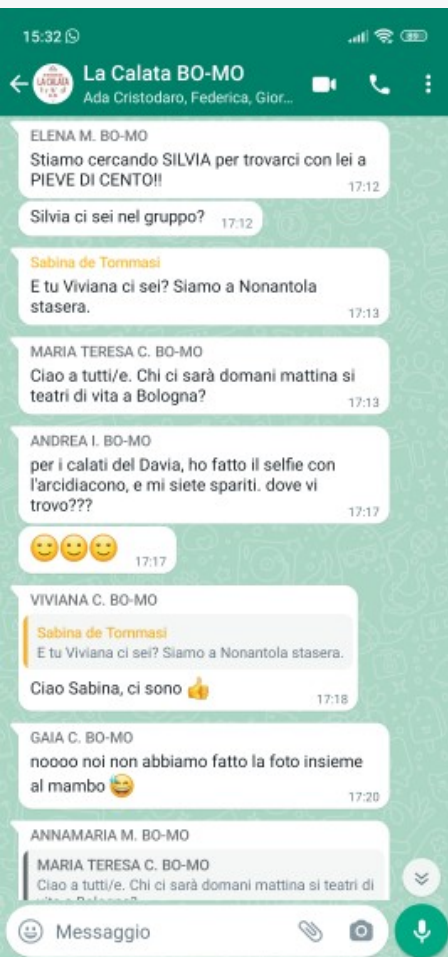 15:32
La Calata BO-MO
Ada Cristodaro, Federica, Gior...
ELENA M. BO-MO
Stiamo cercando SILVIA per trovarci con lei a
PIEVE DI CENTO!!
17:12
Silvia ci sei nel gruppo?
17:12
Sabina de Tommasi
E tu Viviana ci sei? Siamo a Nonantola
stasera.
17:13
MARIA TERESA C. BO-MO
Ciao a tutti/e. Chi ci sarà domani mattina si
teatri di vita a Bologna?
17:13
ANDREA I. BO-MO
per i calati del Davia, ho fatto il selfie con
l'arcidiacono, e mi siete spariti. dove vi
trovo???
17:17
17:17
VIVIANA C. BO-MO
Sabina de Tommasi
E tu Viviana ci sei? Siamo a Nonantola stasera.
Ciao Sabina, ci sono 👍
17:18
GAIA C. BO-MO
noooo noi non abbiamo fatto la foto insieme
al mambo 😅
17:20
ANNAMARIA M. BO-MO
MARIA TERESA C. BO-MO
Ciao a tutti/e. Chi ci sarà domani mattina si teatri di
Messaggio